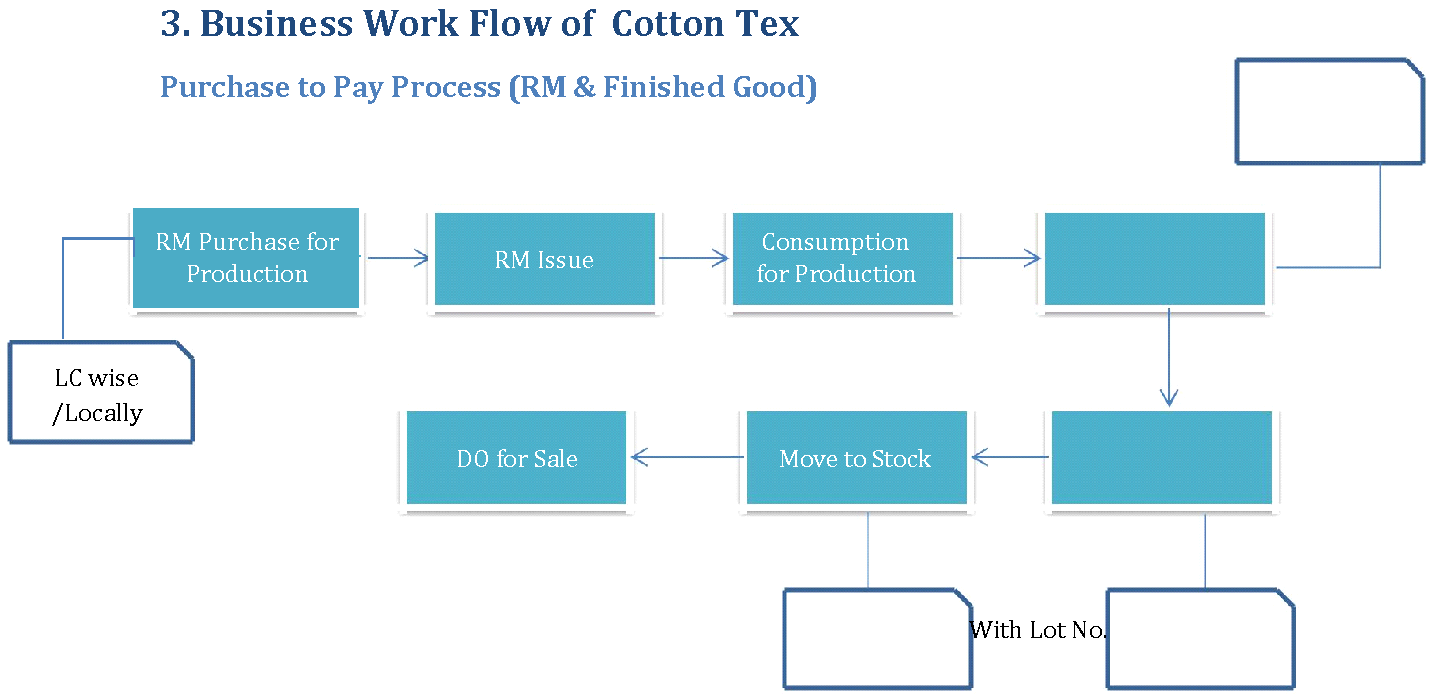 3. Business Work Flow of Cotton Tex
Purchase to Pay Process (RM & Finished Good)
RM Purchase for
Production
RM Issue
Consumption
for Production
LC wise
/Locally
DO for Sale
Move to Stock
With Lot No.